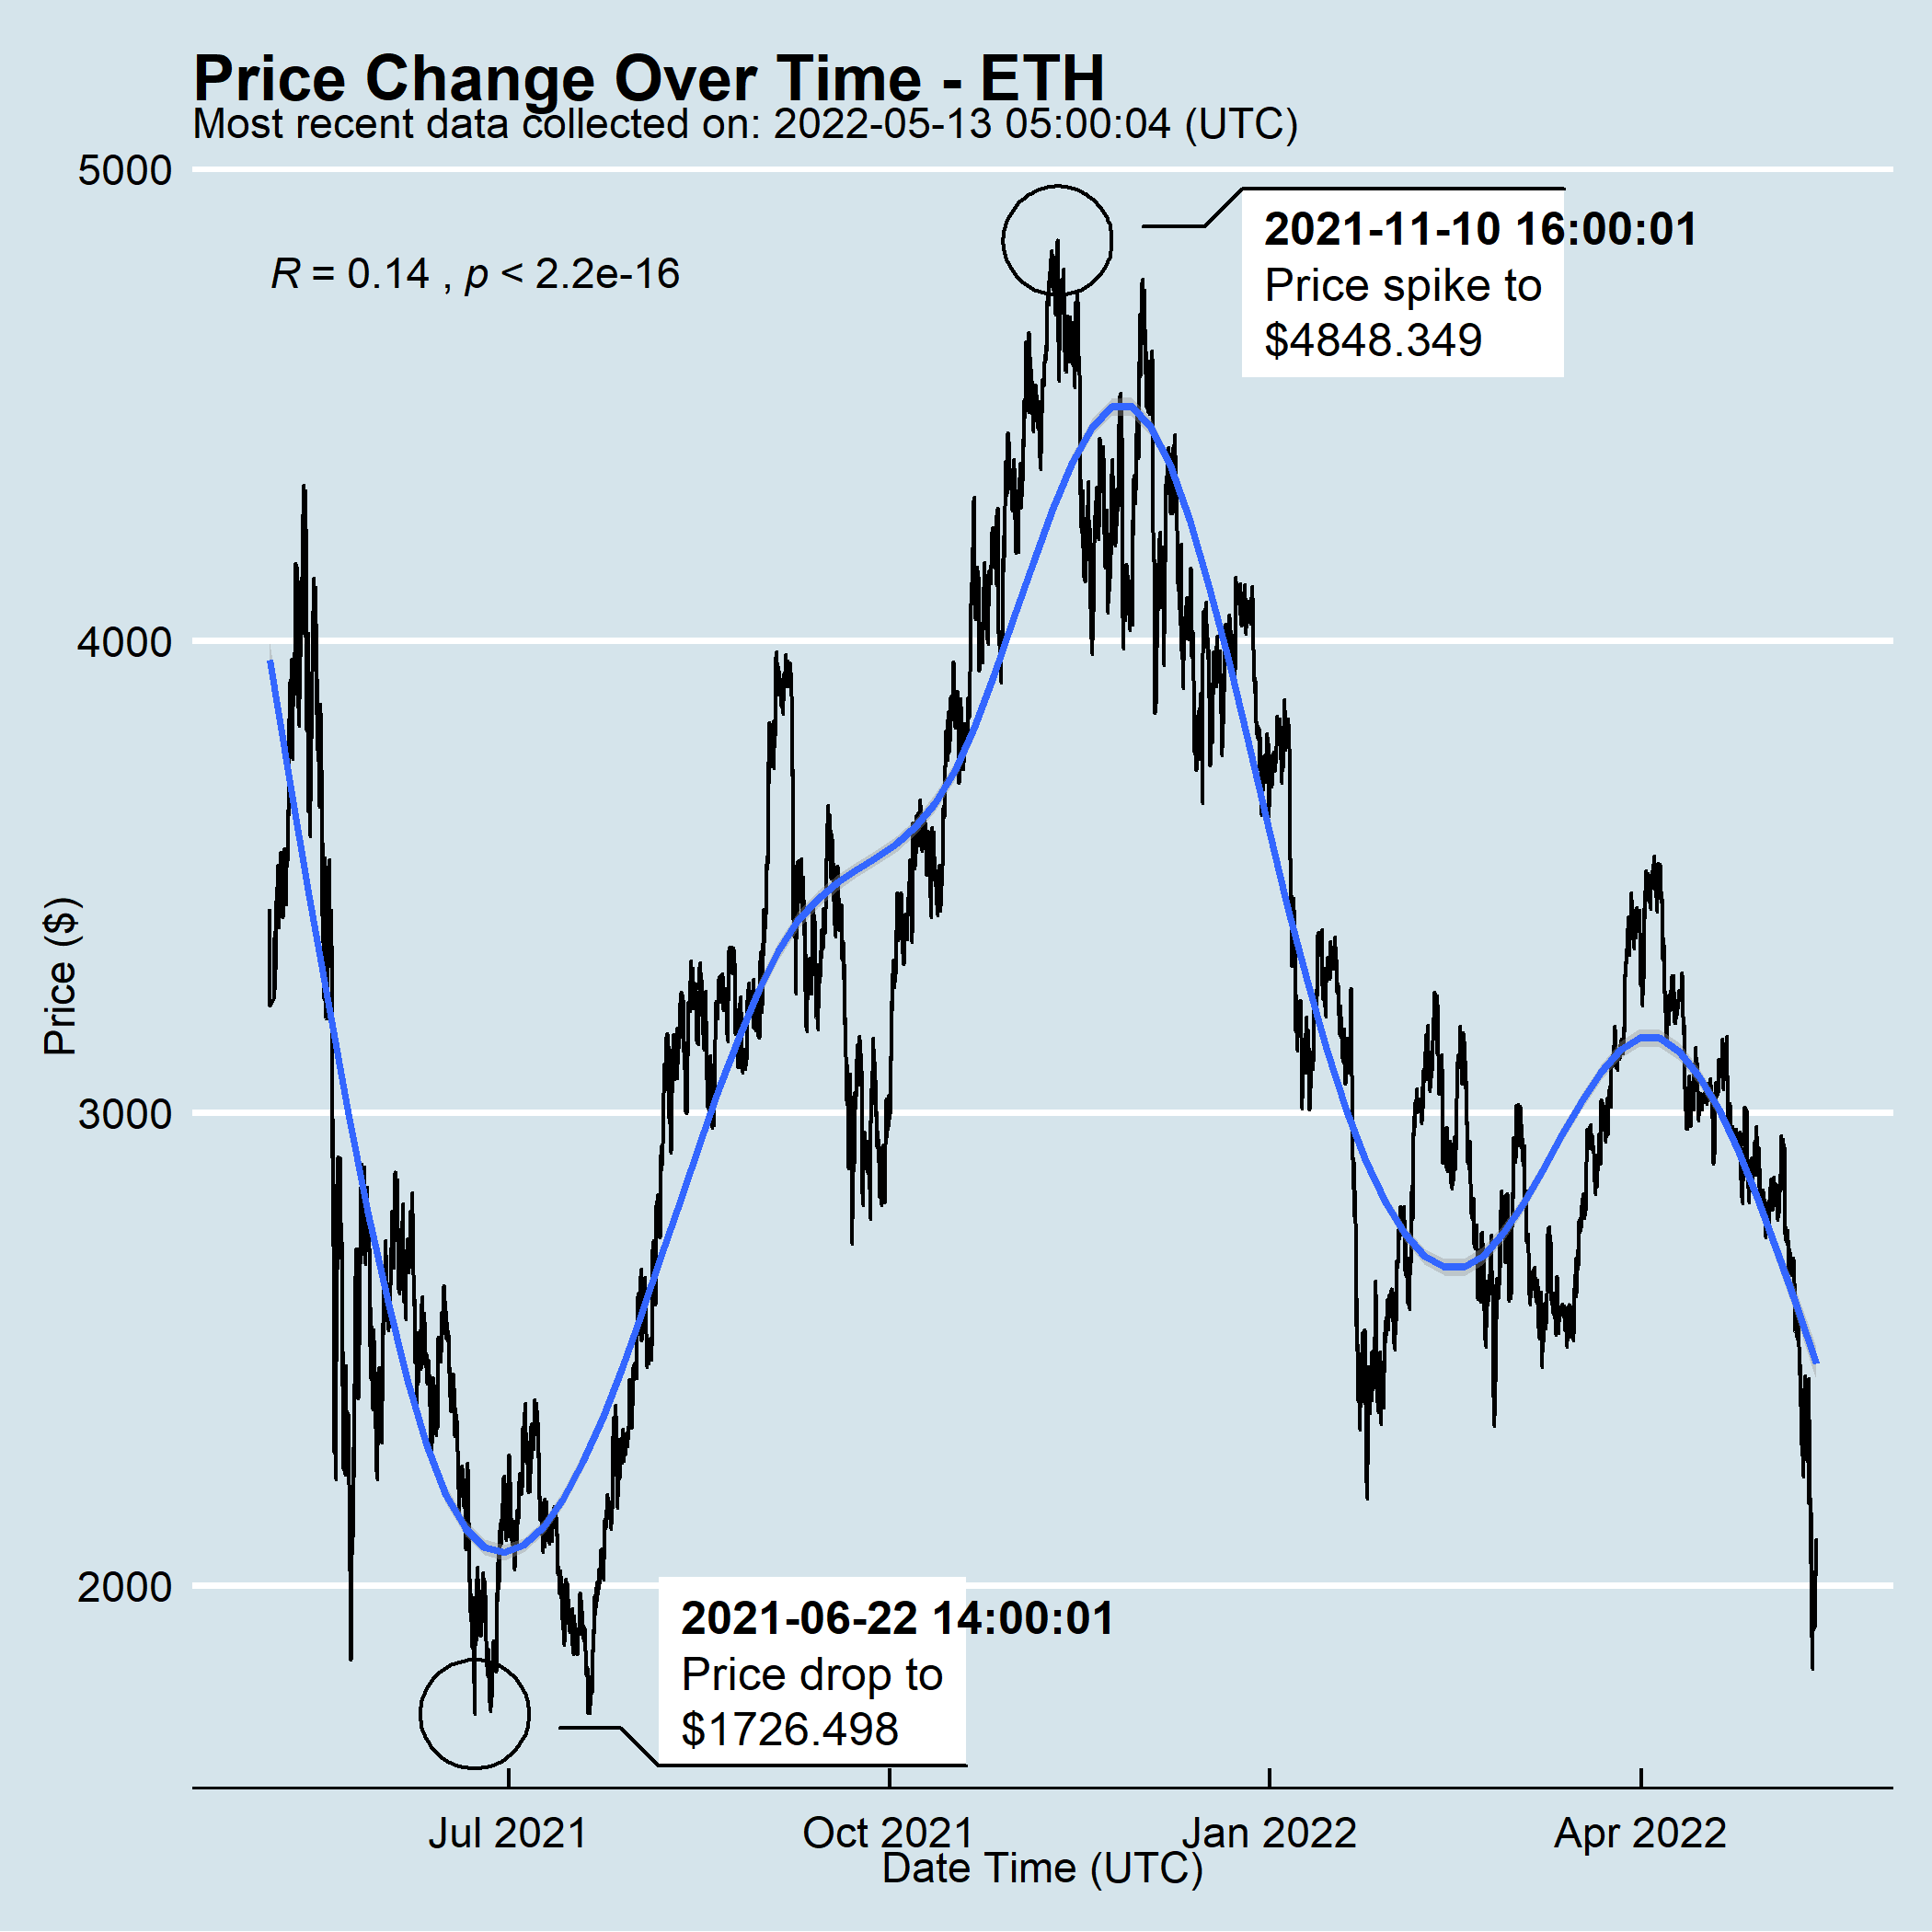 Price Change Over Time - ETH
Most recent data collected on: 2022-05-13 05:00:04 (UTC)
5000
2021-11-10 16:00:01
Price spike to
$4848.349
R = 0.14 , p < 2.2e-16
4000
Price ($)
3000
2000
2021-06-22 14:00:01
Price drop to
$1726.498
Jul 2021
Oct 2021
Jan 2022
Apr 2022
Date Time (UTC)